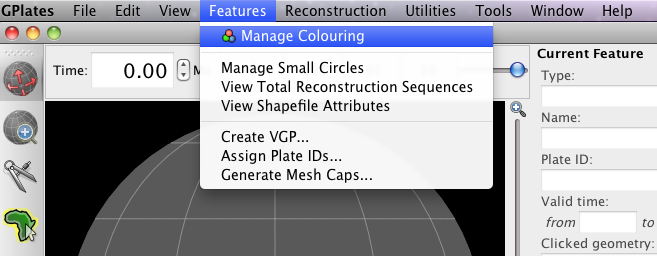 GPlates File Edit View Features Reconstruction Utilities Tools Window Help
Manage Colouring
Manage Small Circles
View Total Reconstruction Sequences
View Shapefile Attributes
Create VGP...
Assign Plate IDs...
Generate Mesh Caps...
Time: 0.00
Current Feature
Type:
Name:
Plate ID:
Valid time:
from to
Clicked geometry: